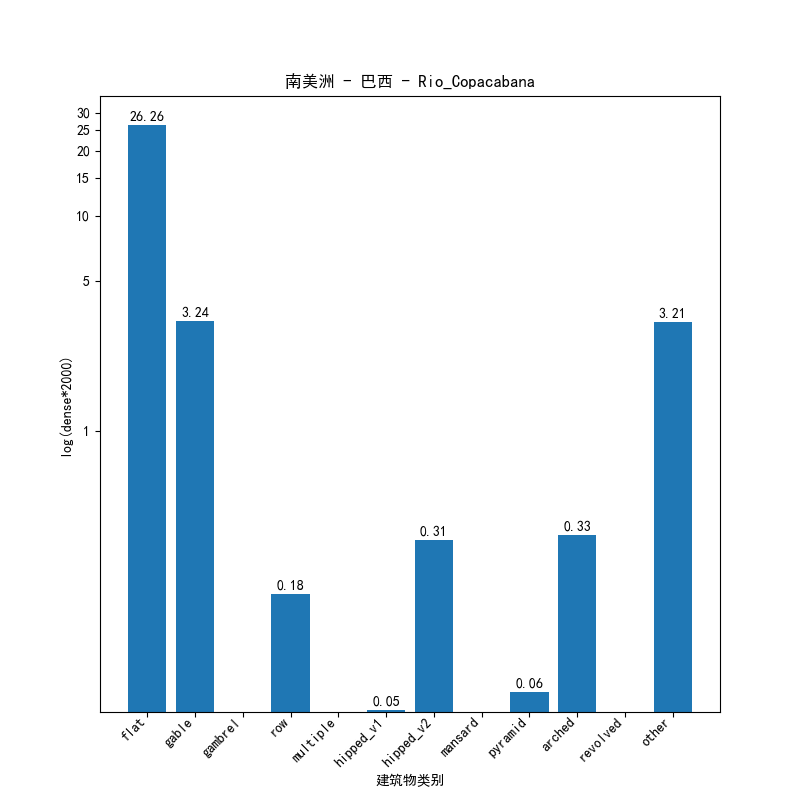 南美洲 - 巴西 - Rio_Copacabana
30
25
20
15
10
5
1
log(dense*2000)
26.26
3.24
0.18
0.05
0.31
0.06
0.33
3.21
flat
gable
gambrel
row
multiple
hipped_v1
hipped_v2
mansard
pyramid
arched
revolved
other
建筑物类别